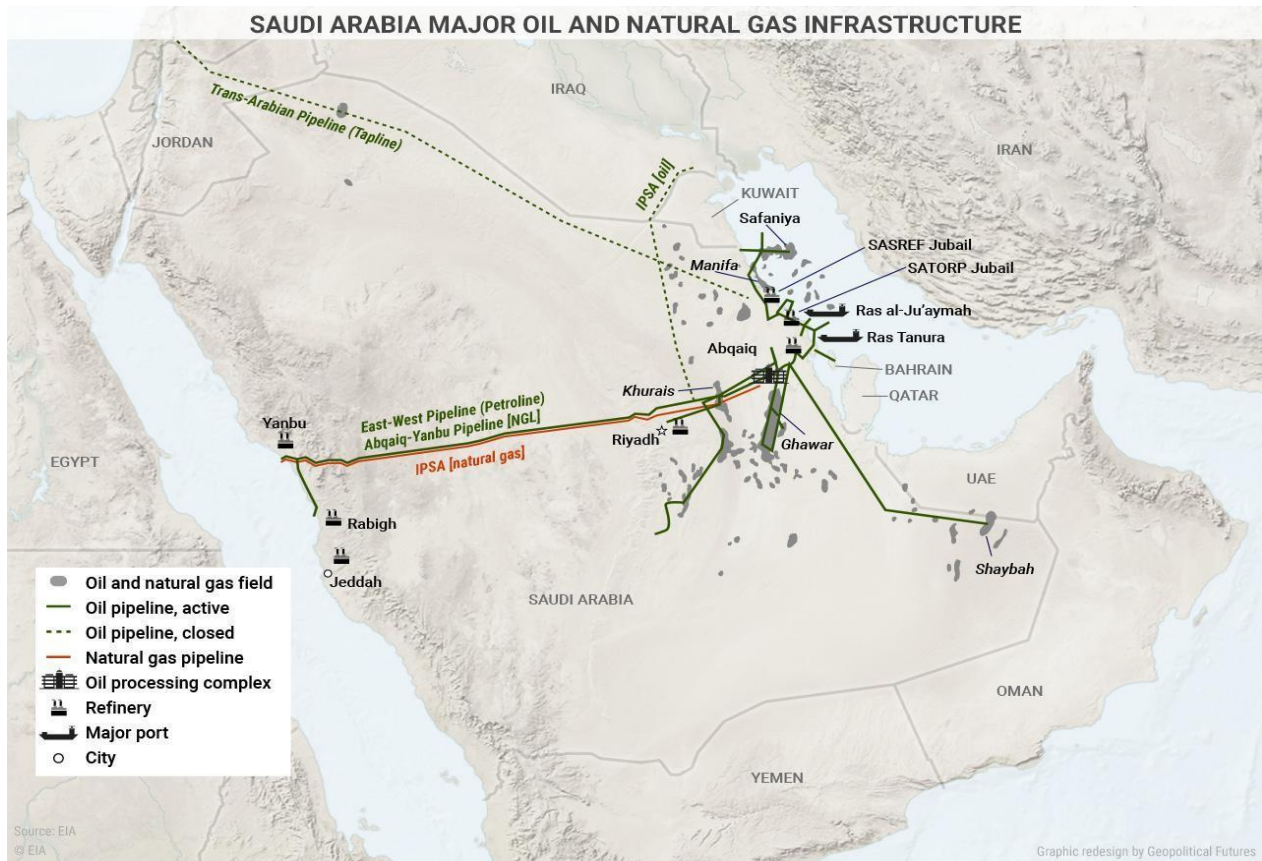 SAUDI ARABIA MAJOR OIL AND NATURAL GAS INFRASTRUCTURE
IRAQ
Trans-Arabian Pipeline (Tapline)
JORDAN
IRAN
IPSA [oil]
KUWAIT
Safaniya
SASREF Jubail
Manifa
SATORP Jubail
Ras al-Ju'aymah
Ras Tanura
Abqaiq
BAHRAIN
Khurais
QATAR
East-West Pipeline (Petroline)
Abqaiq-Yanbu Pipeline [NGL]
Yanbu
Riyadh
Ghawar
IPSA [natural gas]
EGYPT
UAE
Rabigh
Shaybah
Jeddah
SAUDI ARABIA
Oil and natural gas field
Oil pipeline, active
Oil pipeline, closed
Natural gas pipeline
Oil processing complex
Refinery
Major port
City
OMAN
YEMEN
Source: EIA
© EIA
Graphic redesign by Geopolitical Futures